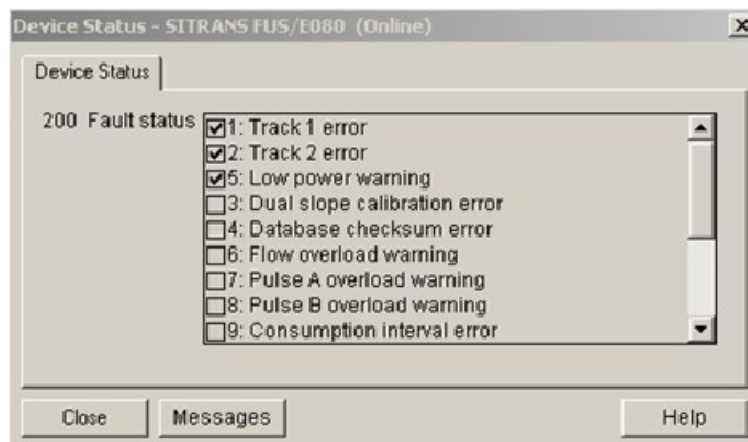 Device Status - SITRANS FUS/E080 (Online)
Device Status
200 Fault status
1: Track 1 error
2: Track 2 error
5: Low power warning
3: Dual slope calibration error
4: Database checksum error
6: Flow overload warning
7: Pulse A overload warning
8: Pulse B overload warning
9: Consumption interval error
Close
Messages
Help